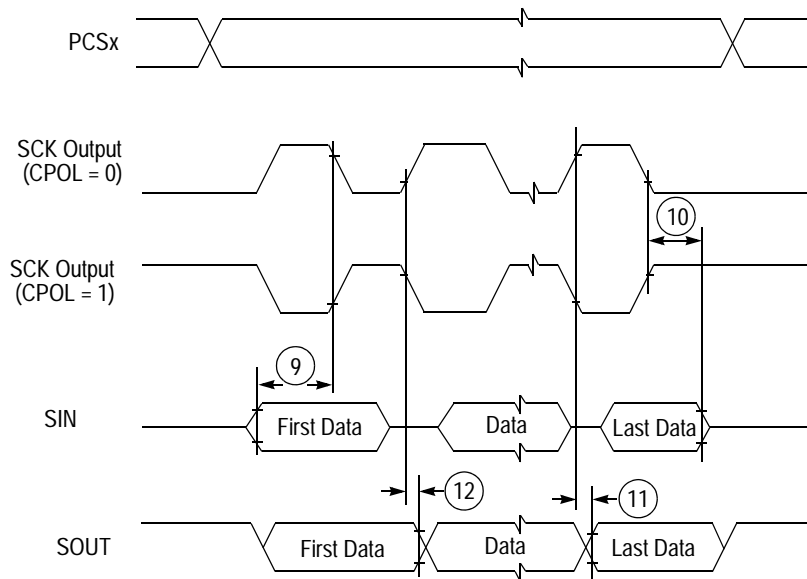 PCSx
SCK Output
(CPOL = 0)
10
SCK Output
(CPOL = 1)
9
SIN
First Data
Data
Last Data
12
11
SOUT
First Data
Data
Last Data